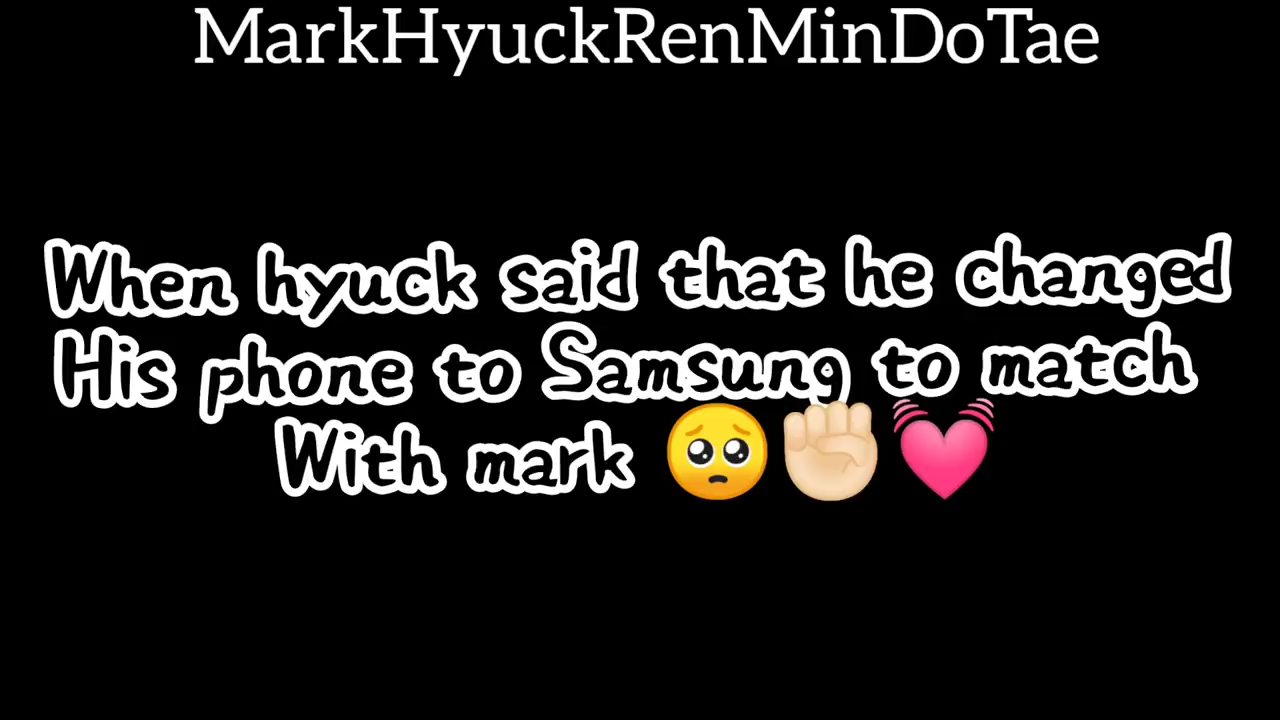 MarkHyuckRenMinDoTae
When hyuck said that he changed
His phone to Samsung to match
With mark 🥺✊🏻💓